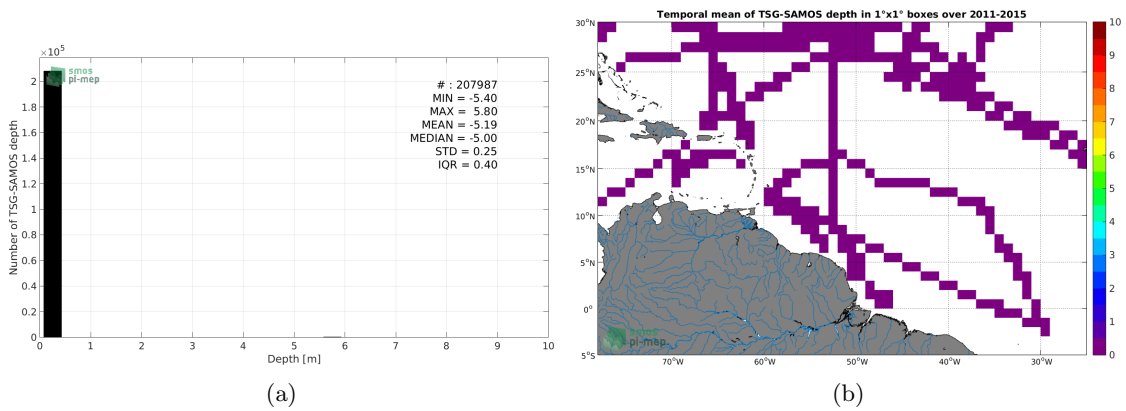 ×10⁵
smos
pi-mep
# : 207987
MIN = -5.40
MAX = 5.80
MEAN = -5.19
MEDIAN = -5.00
STD = 0.25
IQR = 0.40
Number of TSG-SAMOS depth
2
1.8
1.6
1.4
1.2
1
0.8
0.6
0.4
0.2
0
0 1 2 3 4 5 6 7 8 9 10
Depth [m]
(a)
Temporal mean of TSG-SAMOS depth in 1°x1° boxes over 2011-2015
30°N
25°N
20°N
15°N
10°N
5°N
0°
5°S
70°W 60°W 50°W 40°W 30°W
smos
pi-mep
10
9
8
7
6
5
4
3
2
1
0
(b)